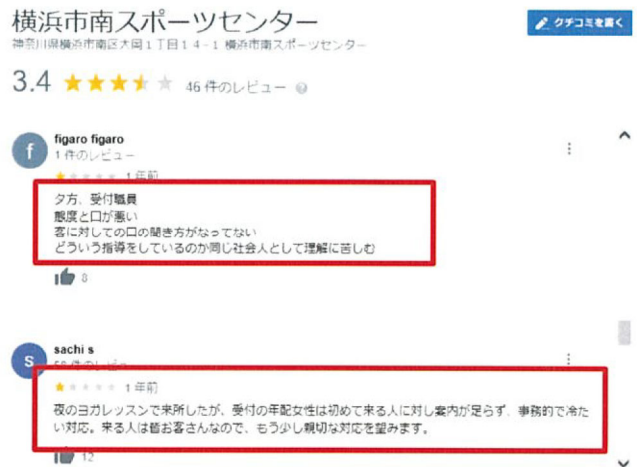 横浜市南スポーツセンター
クチコミを書く
神奈川県横浜市南区大岡1丁目14-1 横浜市南スポーツセンター
3.4
46 件のレビュー
f
figaro figaro
1 件のレビュー
1 年前
夕方、受付職員
態度と口が悪い
客に対しての口の聞き方がなってない
どういう指導をしているのか同じ社会人として理解に苦しむ
8
s
sachi s
1 年前
夜のヨガレッスンで来所したが、受付の年配女性は初めて来る人に対し案内が足らず、事務的で冷た
い対応。来る人は皆お客さんなので、もう少し親切な対応を望みます。
12